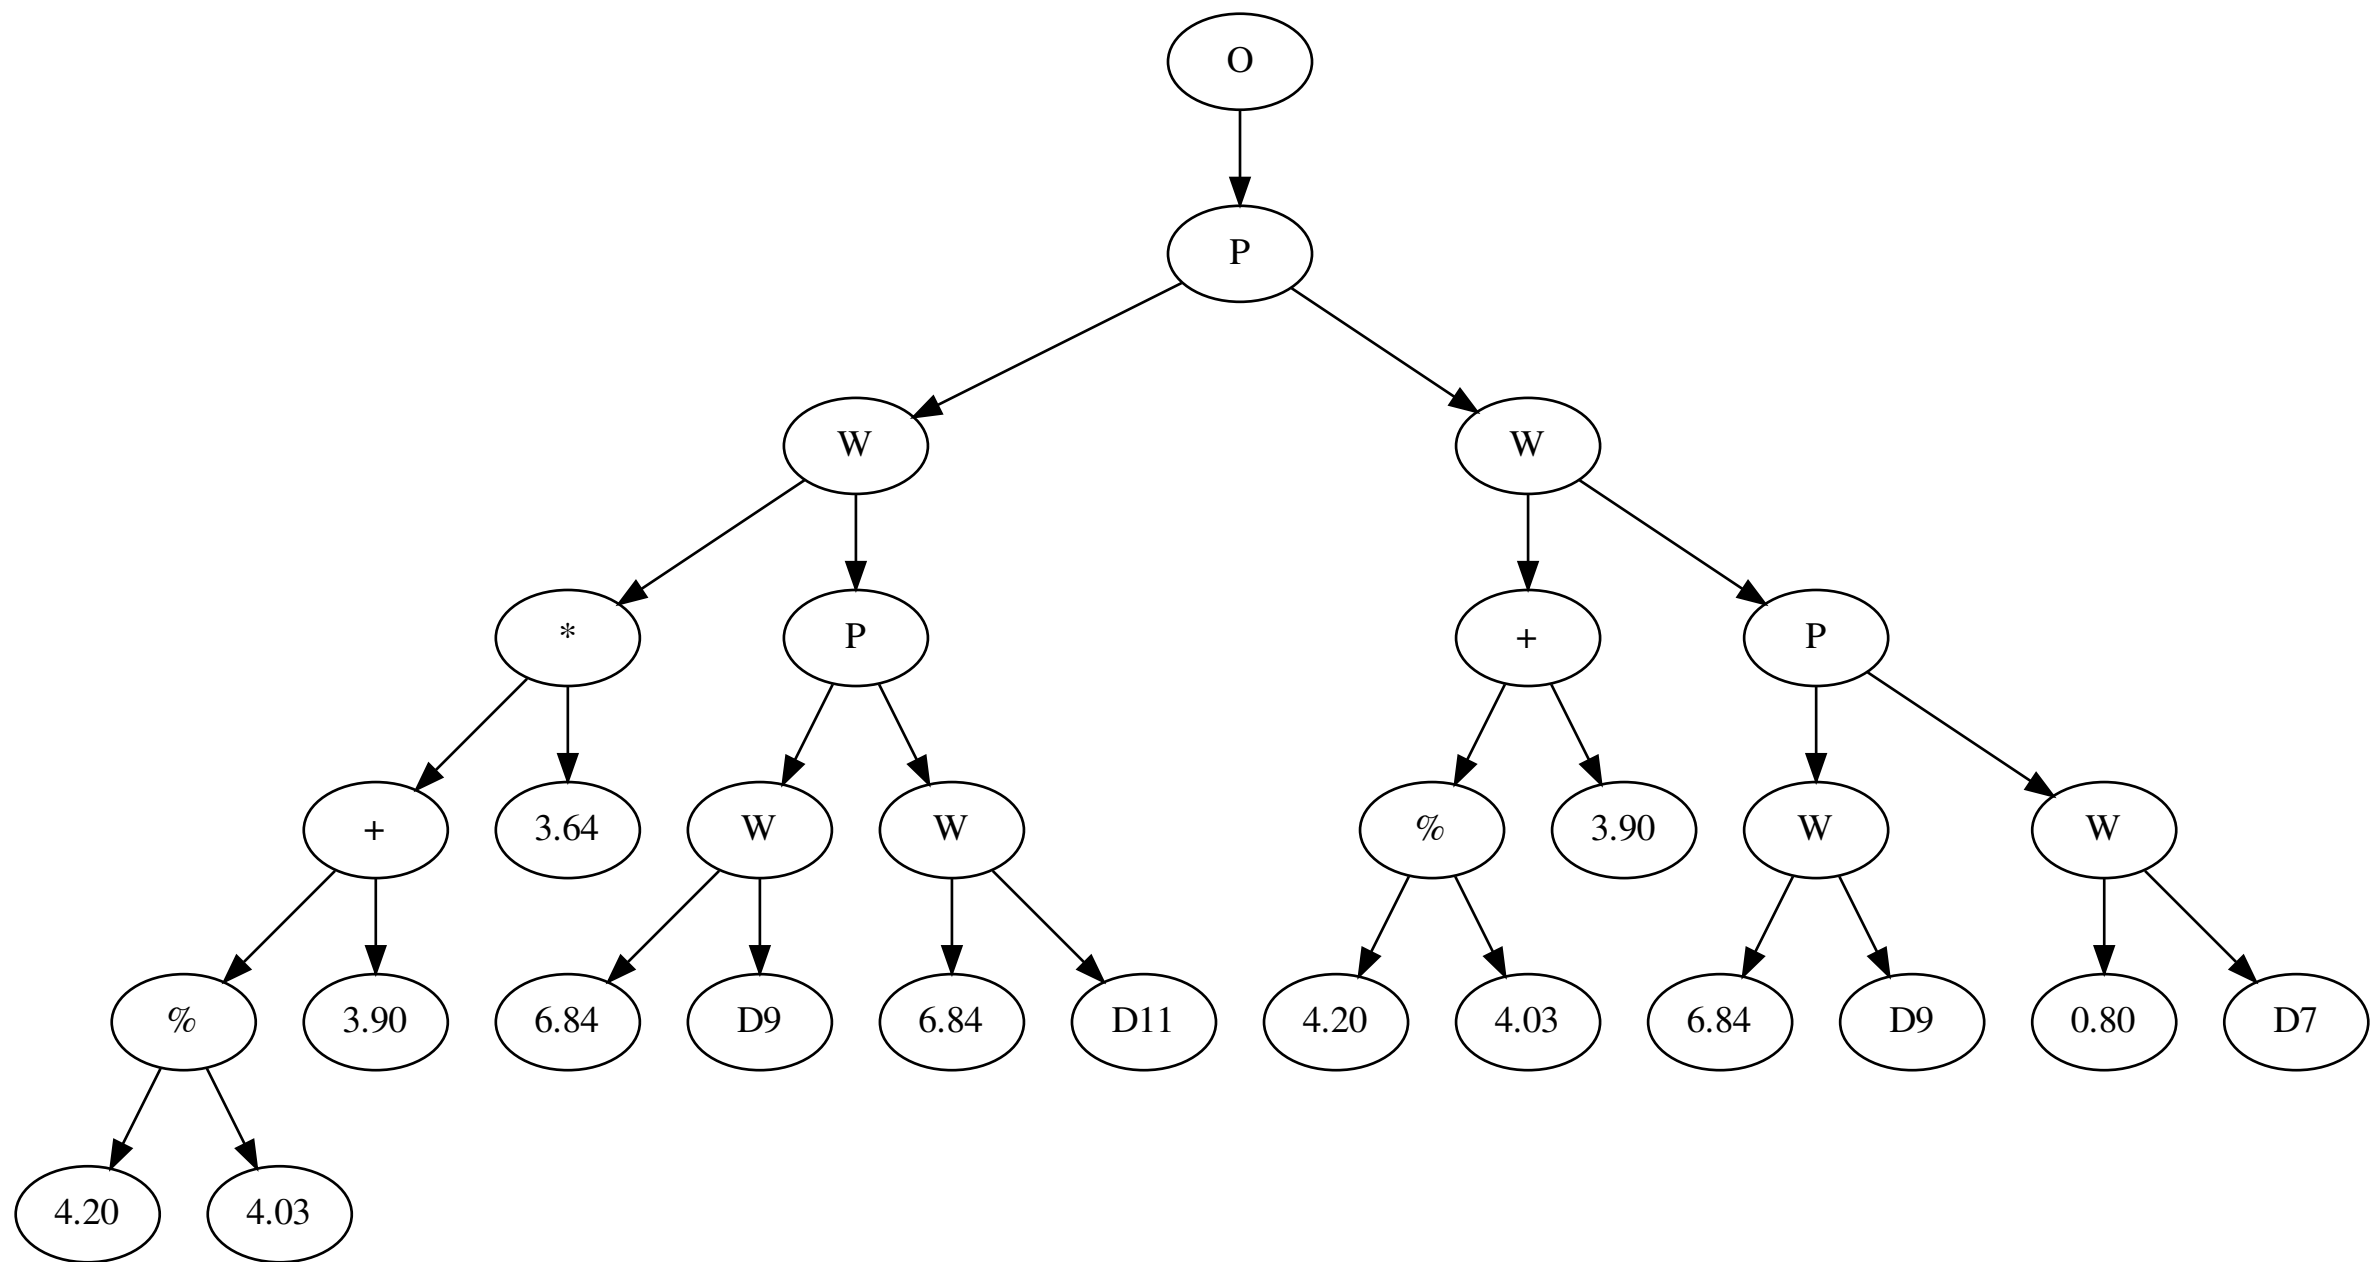 O
P
W W
* P + P
+ 3.64 W W % 3.90 W W
% 3.90 6.84 D9 6.84 D11 4.20 4.03 6.84 D9 0.80 D7
4.20 4.03